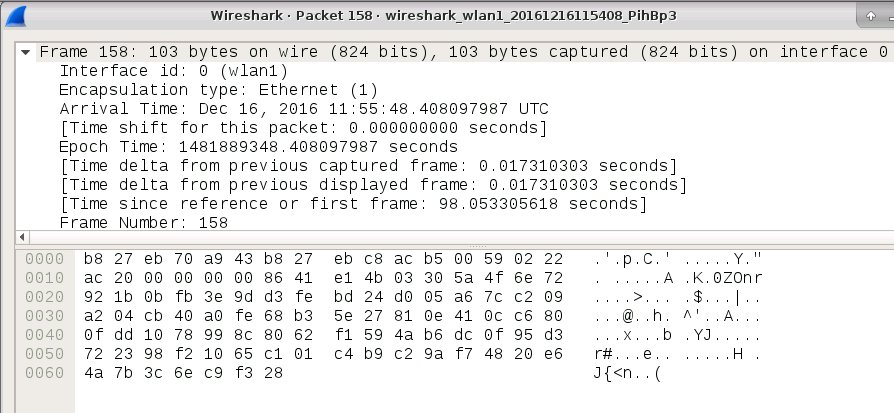 Wireshark · Packet 158 · wireshark_wlan1_20161216115408_PihBp3
Frame 158: 103 bytes on wire (824 bits), 103 bytes captured (824 bits) on interface 0
Interface id: 0 (wlan1)
Encapsulation type: Ethernet (1)
Arrival Time: Dec 16, 2016 11:55:48.408097987 UTC
[Time shift for this packet: 0.000000000 seconds]
Epoch Time: 1481889348.408097987 seconds
[Time delta from previous captured frame: 0.017310303 seconds]
[Time delta from previous displayed frame: 0.017310303 seconds]
[Time since reference or first frame: 98.053305618 seconds]
Frame Number: 158
0000 b8 27 eb 70 a9 43 b8 27 eb c8 ac b5 00 59 02 22 .'.p.C.' .....Y."
0010 ac 20 00 00 00 00 86 41 e1 4b 03 30 5a 4f 6e 72 . .....A .K.0ZOnr
0020 92 1b 0b fb 3e 9d d3 fe bd 24 d0 05 a6 7c c2 09 ....>... .$...|..
0030 a2 04 cb 40 a0 fe 68 b3 5e 27 81 0e 41 0c c6 80 ...@..h. ^'..A...
0040 0f dd 10 78 99 8c 80 62 f1 59 4a b6 dc 0f 95 d3 ...x...b .YJ.....
0050 72 23 98 f2 10 65 c1 01 c4 b9 c2 9a f7 48 20 e6 r#...e.. .....H .
0060 4a 7b 3c 6e c9 f3 28 J{<n..(